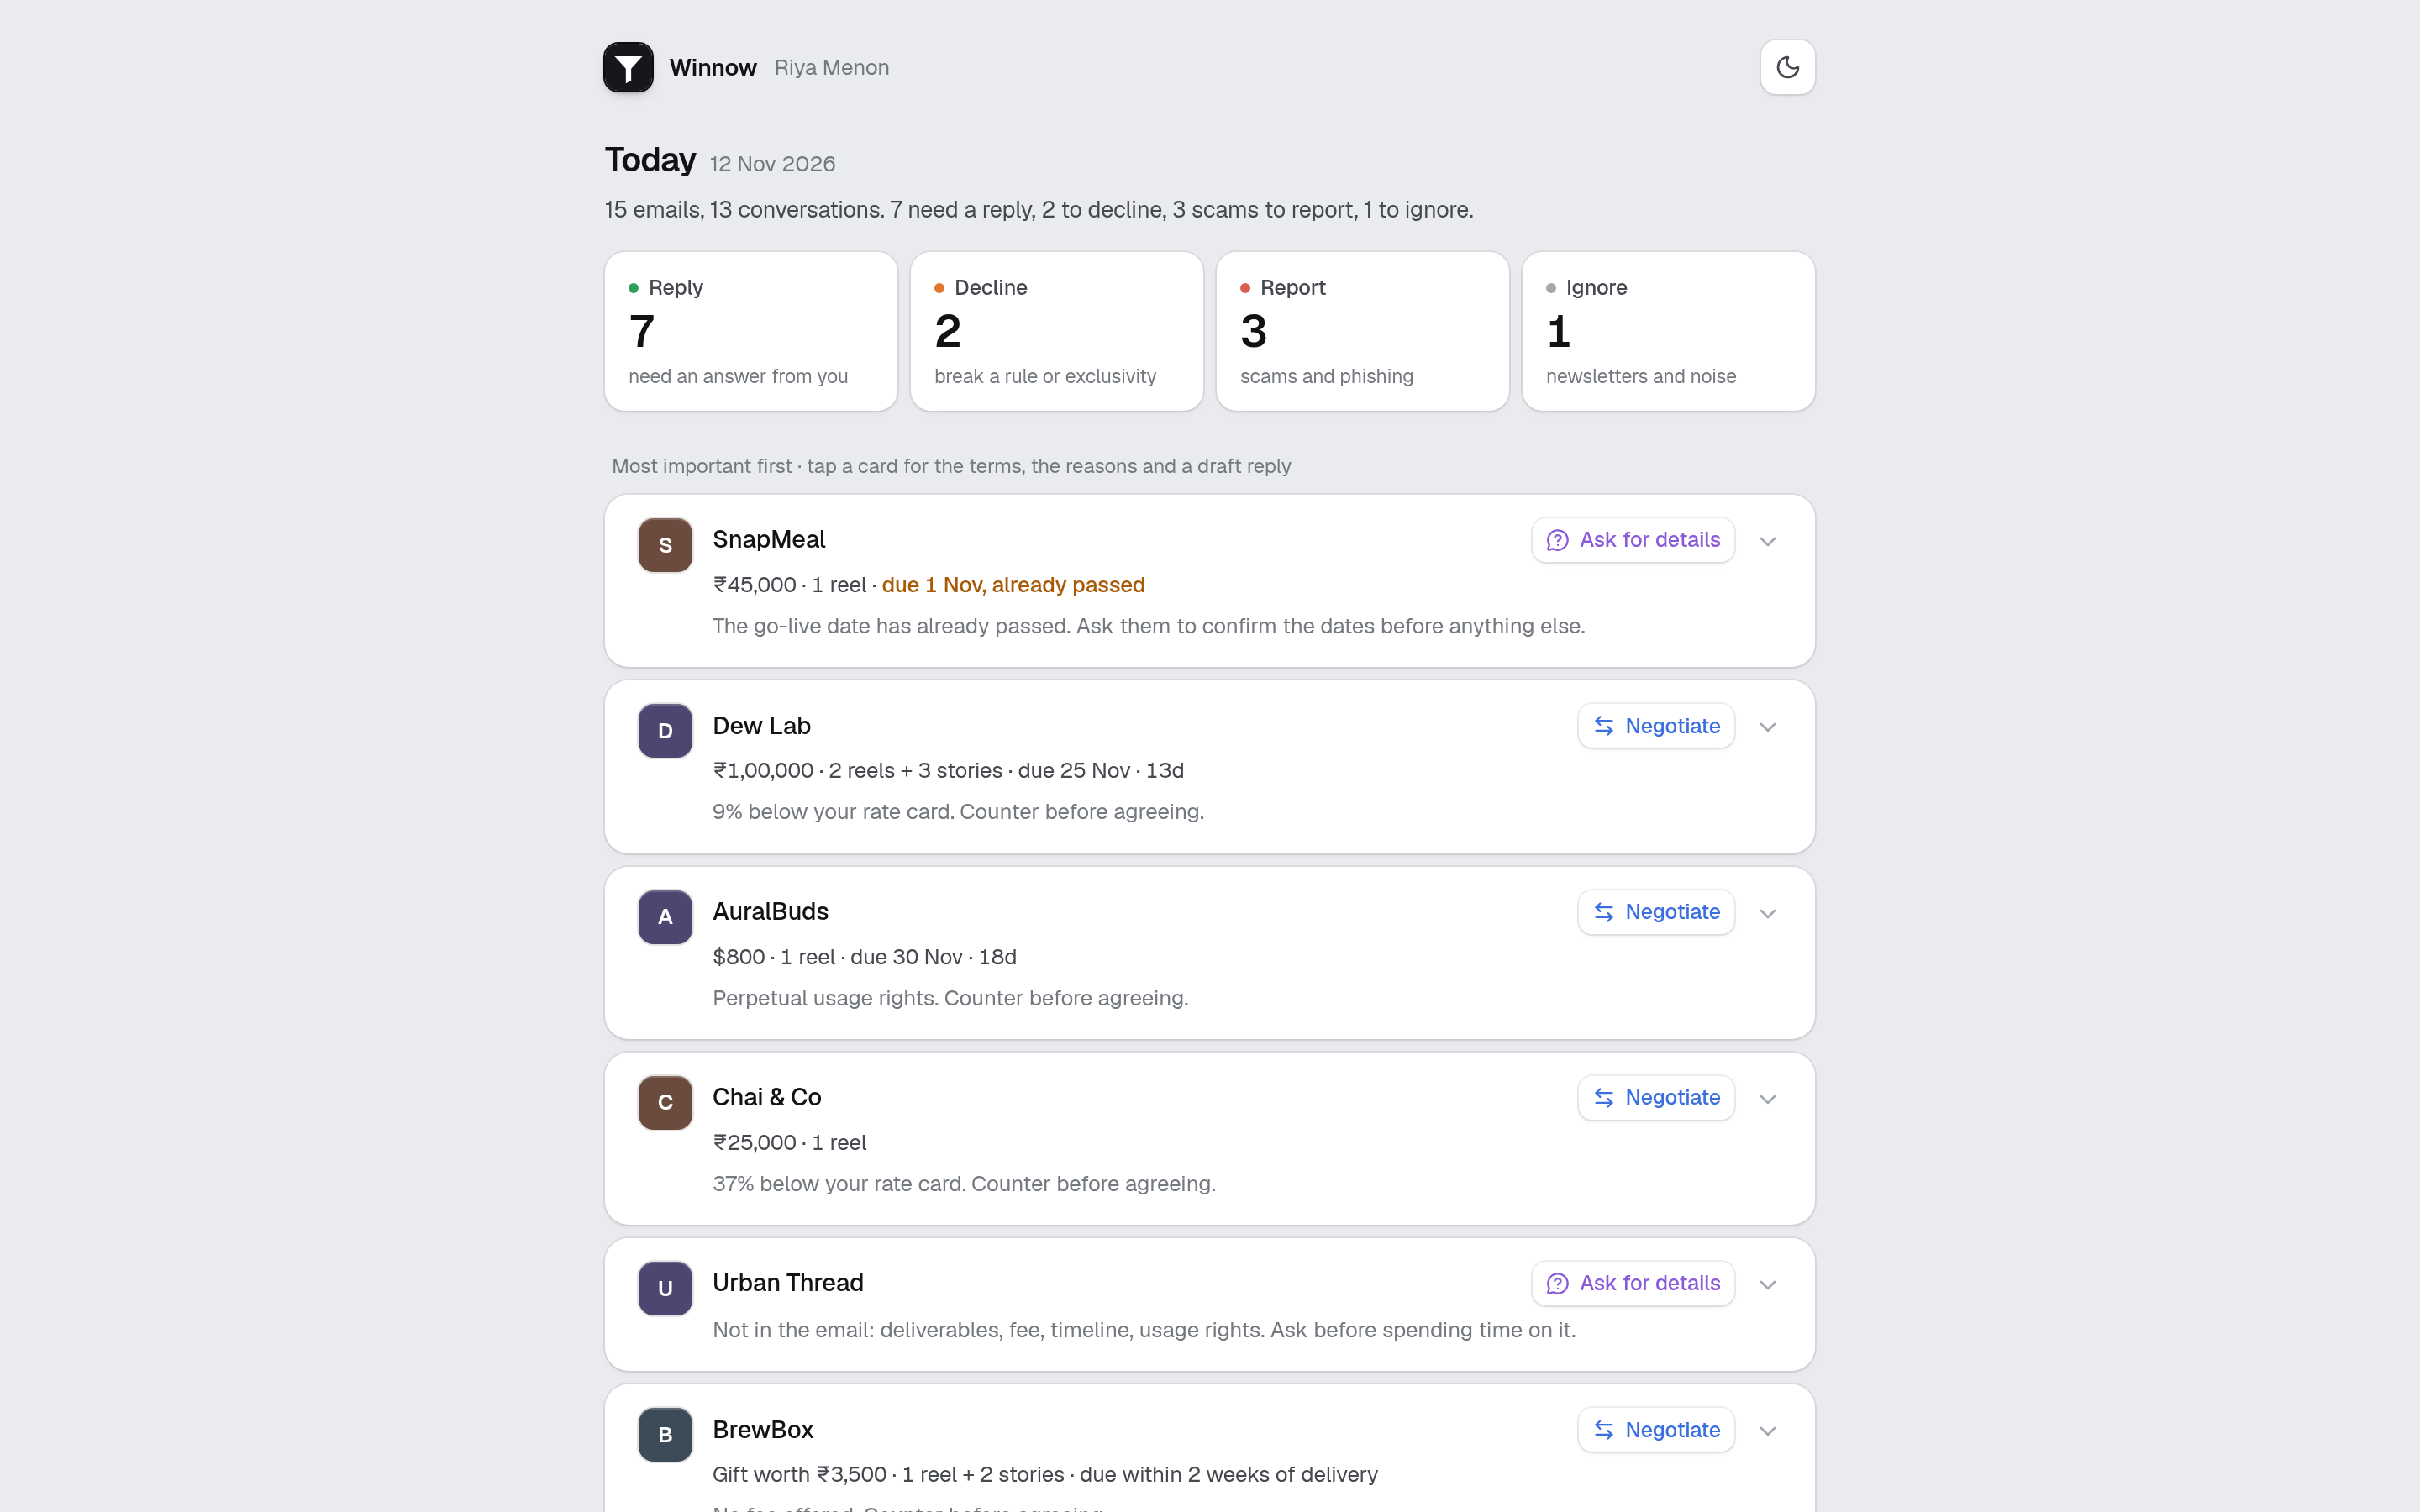 Winnow Riya Menon
Today 12 Nov 2026
15 emails, 13 conversations. 7 need a reply, 2 to decline, 3 scams to report, 1 to ignore.
Reply
7
need an answer from you
Decline
2
break a rule or exclusivity
Report
3
scams and phishing
Ignore
1
newsletters and noise
Most important first · tap a card for the terms, the reasons and a draft reply
S
SnapMeal
Ask for details
₹45,000 · 1 reel · due 1 Nov, already passed
The go-live date has already passed. Ask them to confirm the dates before anything else.
D
Dew Lab
Negotiate
₹1,00,000 · 2 reels + 3 stories · due 25 Nov · 13d
9% below your rate card. Counter before agreeing.
A
AuralBuds
Negotiate
$800 · 1 reel · due 30 Nov · 18d
Perpetual usage rights. Counter before agreeing.
C
Chai & Co
Negotiate
₹25,000 · 1 reel
37% below your rate card. Counter before agreeing.
U
Urban Thread
Ask for details
Not in the email: deliverables, fee, timeline, usage rights. Ask before spending time on it.
B
BrewBox
Negotiate
Gift worth ₹3,500 · 1 reel + 2 stories · due within 2 weeks of delivery
No fee offered. Counter before agreeing.